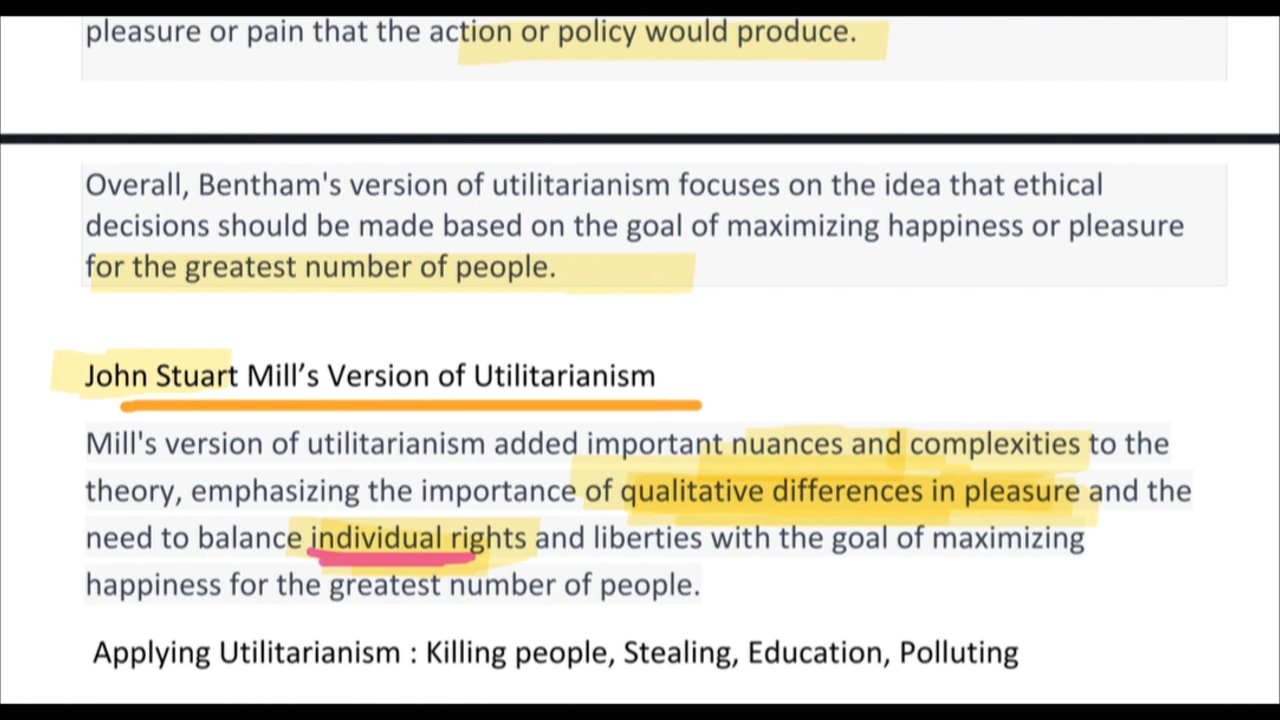 pleasure or pain that the action or policy would produce.
Overall, Bentham's version of utilitarianism focuses on the idea that ethical
decisions should be made based on the goal of maximizing happiness or pleasure
for the greatest number of people.
John Stuart Mill’s Version of Utilitarianism
Mill's version of utilitarianism added important nuances and complexities to the
theory, emphasizing the importance of qualitative differences in pleasure and the
need to balance individual rights and liberties with the goal of maximizing
happiness for the greatest number of people.
Applying Utilitarianism : Killing people, Stealing, Education, Polluting